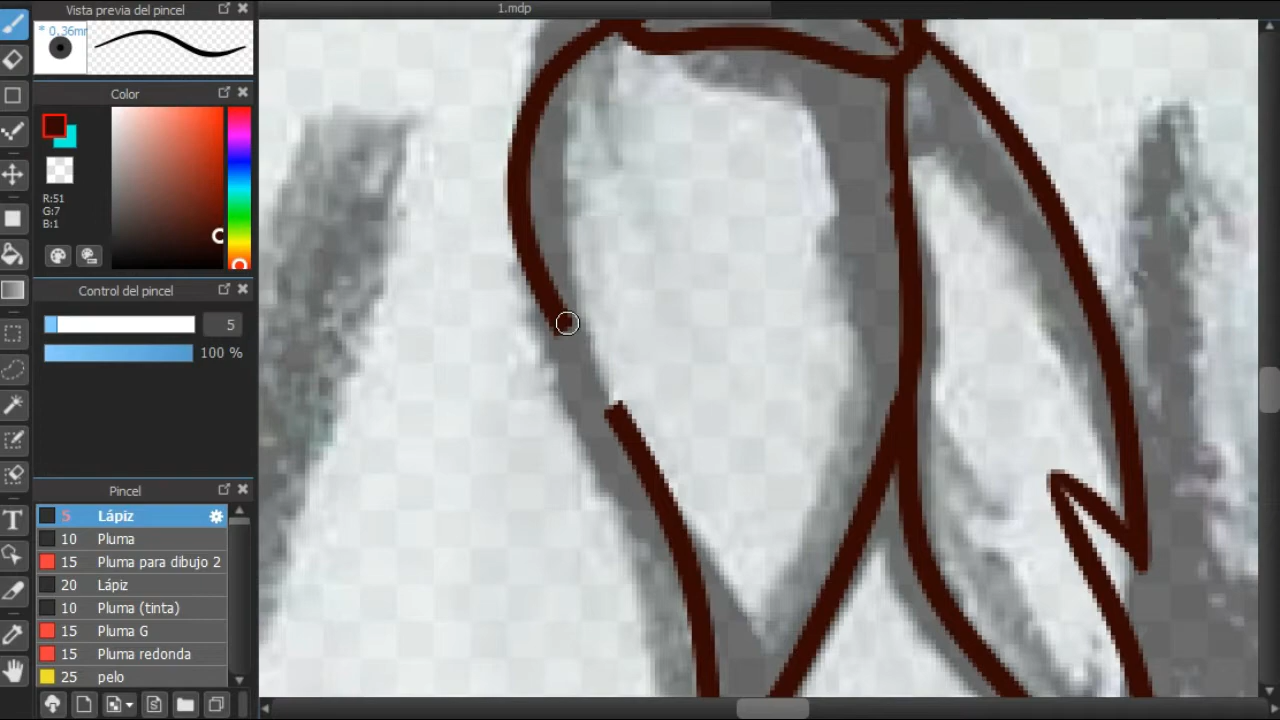 Vista previa del pincel
1.mdp
* 0.36mm
Color
R:51
G:7
B:1
Control del pincel
5
100 %
Pincel
5 Lápiz
10 Pluma
15 Pluma para dibujo 2
20 Lápiz
10 Pluma (tinta)
15 Pluma G
15 Pluma redonda
25 pelo
T